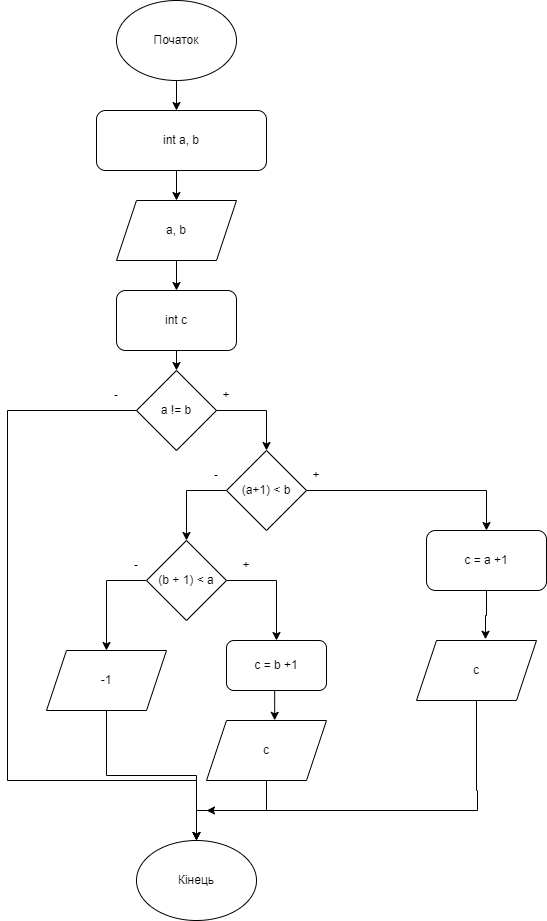 Початок
int a, b
a, b
int c
-
+
a != b
-
+
(a+1) < b
-
+
(b + 1) < a
c = a +1
-1
c = b +1
c
c
Кінець